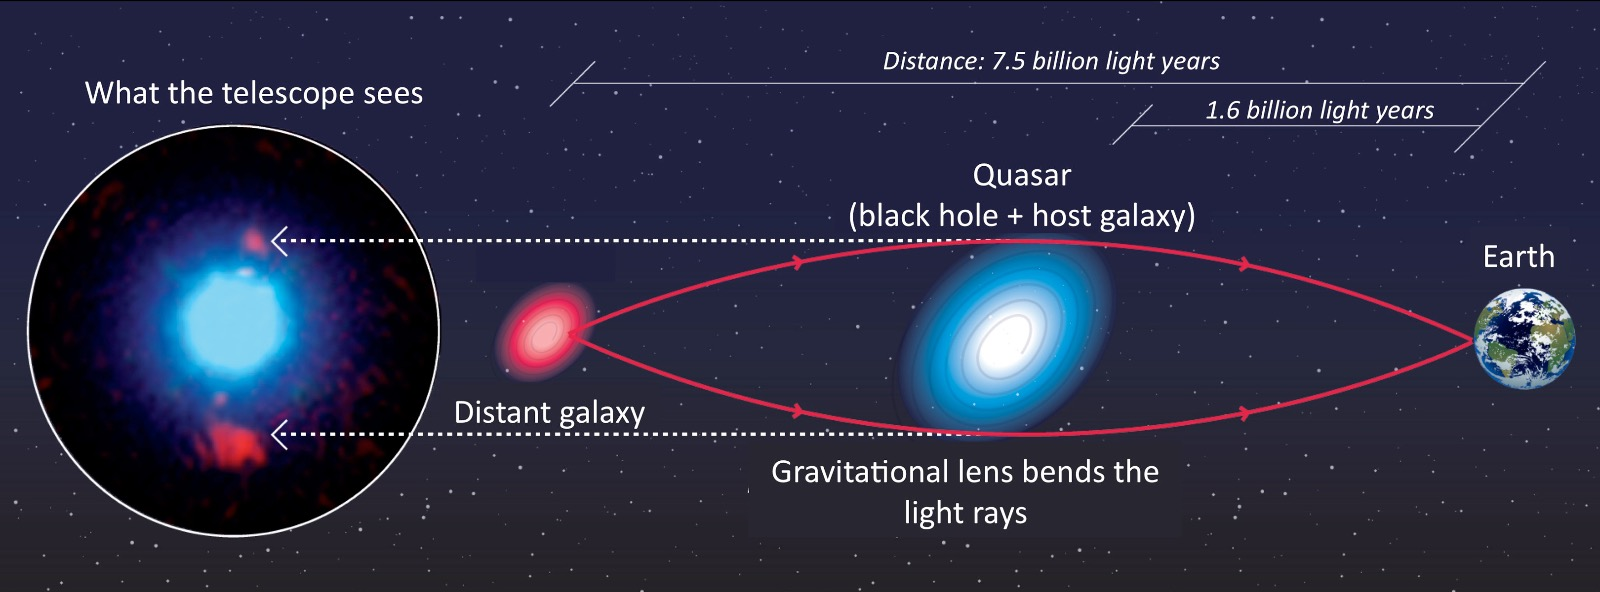 Distance: 7.5 billion light years
What the telescope sees
1.6 billion light years
Quasar
(black hole + host galaxy)
Earth
Distant galaxy
Gravitational lens bends the
light rays